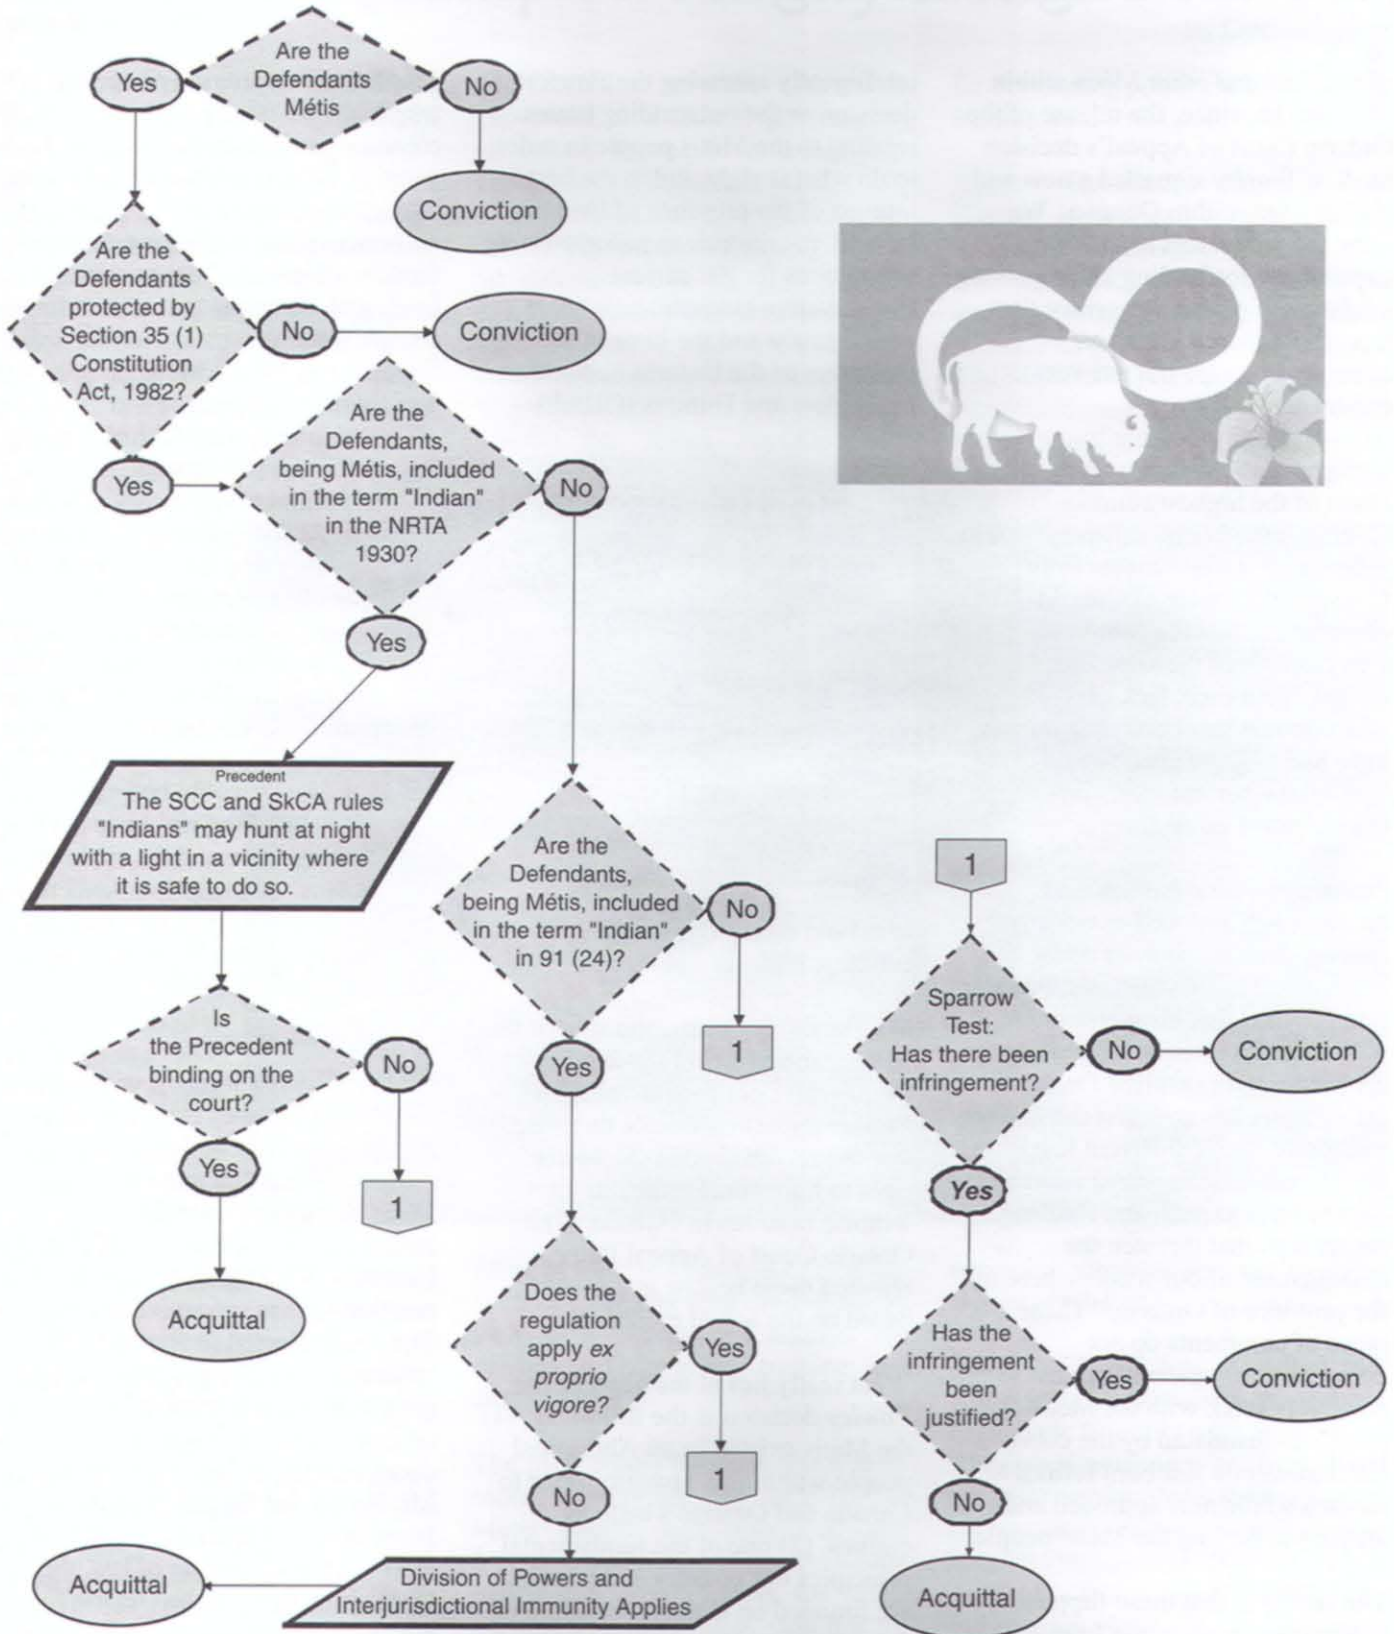 Are the
Defendants
Métis
Yes
No
Conviction
Are the
Defendants
protected by
Section 35 (1)
Constitution
Act, 1982?
No
Conviction
Yes
Are the
Defendants,
being Métis, included
in the term "Indian"
in the NRTA
1930?
No
Yes
Precedent
The SCC and SkCA rules
"Indians" may hunt at night
with a light in a vicinity where
it is safe to do so.
Is
the Precedent
binding on the
court?
No
1
Yes
Acquittal
Are the
Defendants,
being Métis, included
in the term "Indian"
in 91 (24)?
No
1
Yes
Does the
regulation
apply ex
proprio
vigore?
Yes
1
No
Division of Powers and
Interjurisdictional Immunity Applies
Acquittal
1
Sparrow
Test:
Has there been
infringement?
No
Conviction
Yes
Has the
infringement
been
justified?
Yes
Conviction
No
Acquittal